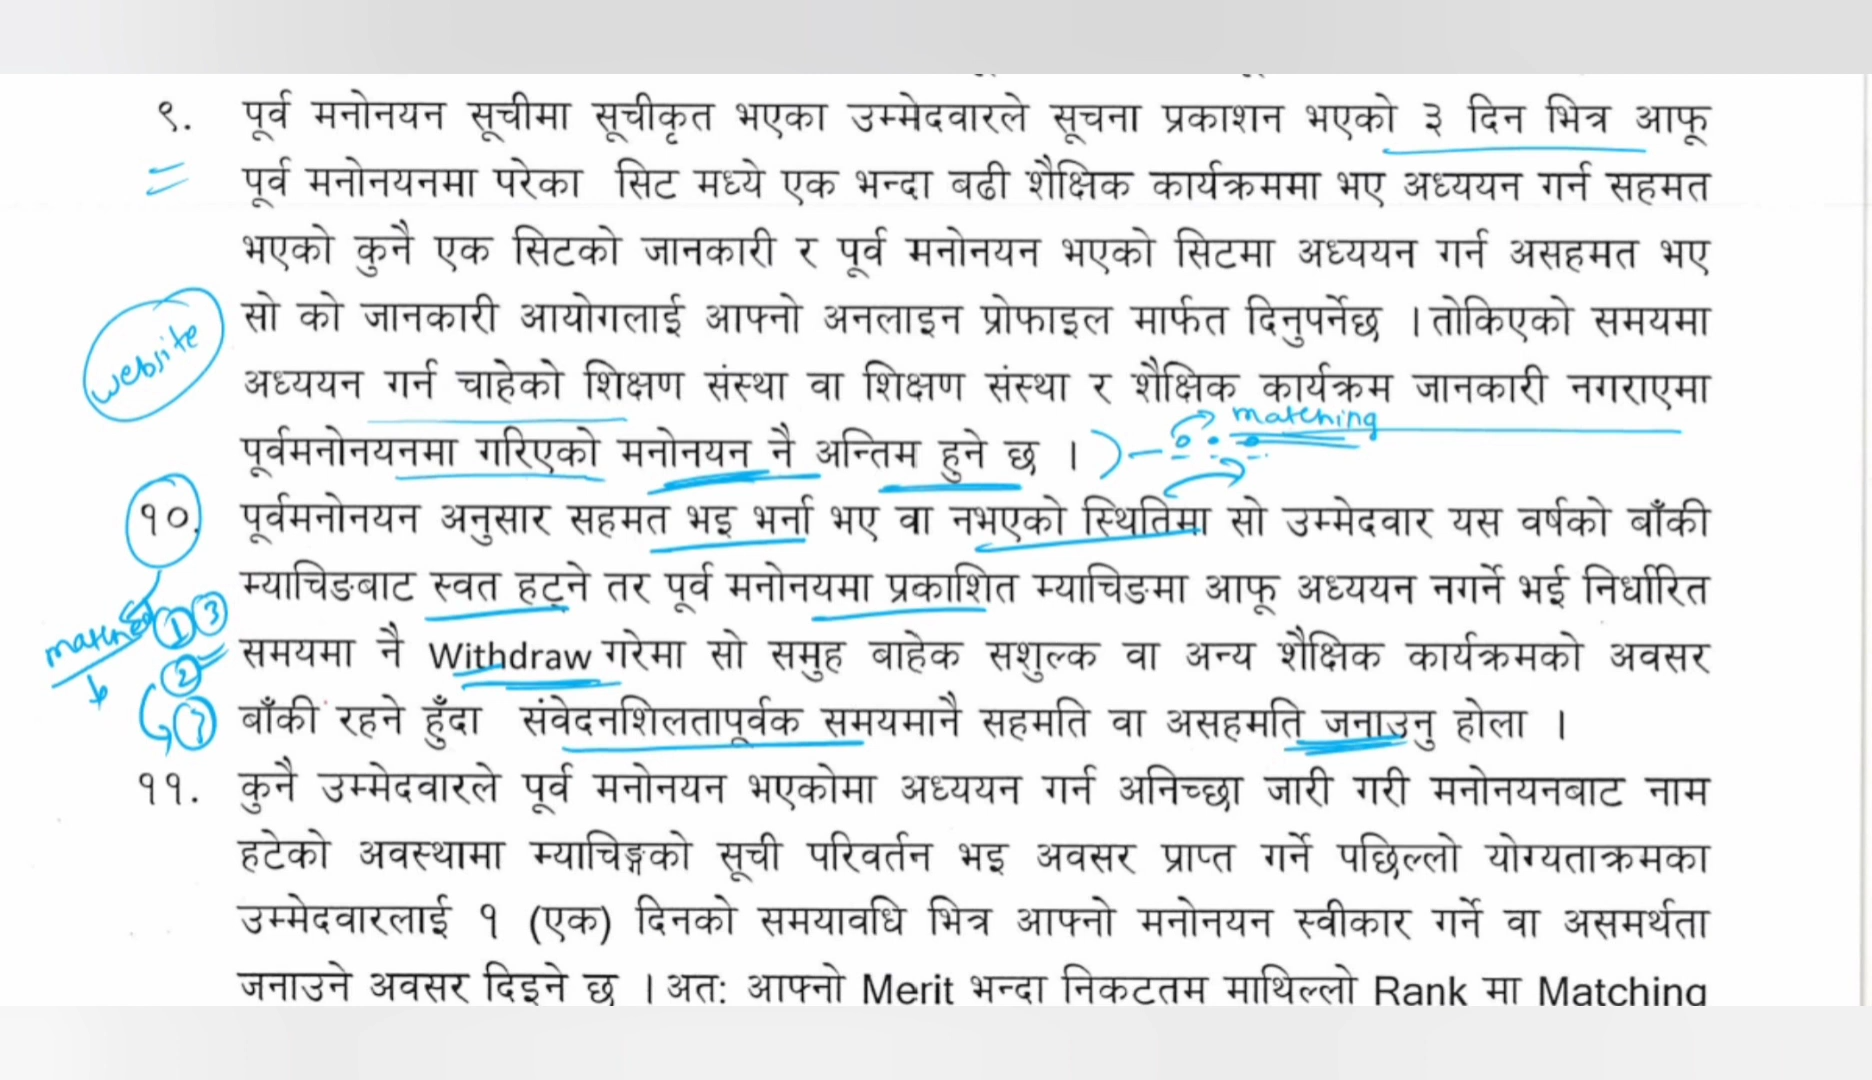 ९. पूर्व मनोनयन सूचीमा सूचीकृत भएका उम्मेदवारले सूचना प्रकाशन भएको ३ दिन भित्र आफू
पूर्व मनोनयनमा परेका सिट मध्ये एक भन्दा बढी शैक्षिक कार्यक्रममा भए अध्ययन गर्न सहमत
भएको कुनै एक सिटको जानकारी र पूर्व मनोनयन भएको सिटमा अध्ययन गर्न असहमत भए
सो को जानकारी आयोगलाई आफ्नो अनलाइन प्रोफाइल मार्फत दिनुपर्नेछ । तोकिएको समयमा
website
अध्ययन गर्न चाहेको शिक्षण संस्था वा शिक्षण संस्था र शैक्षिक कार्यक्रम जानकारी नगराएमा
matching
पूर्वमनोनयनमा गरिएको मनोनयन नै अन्तिम हुने छ ।
१०. पूर्वमनोनयन अनुसार सहमत भइ भर्ना भए वा नभएको स्थितिमा सो उम्मेदवार यस वर्षको बाँकी
म्याचिङबाट स्वत हट्ने तर पूर्व मनोनयमा प्रकाशित म्याचिङमा आफू अध्ययन नगर्ने भई निर्धारित
matched 1 3
समयमा नै Withdraw गरेमा सो समुह बाहेक सशुल्क वा अन्य शैक्षिक कार्यक्रमको अवसर
2
बाँकी रहने हुँदा संवेदनशिलतापूर्वक समयमानै सहमति वा असहमति जनाउनु होला ।
११. कुनै उम्मेदवारले पूर्व मनोनयन भएकोमा अध्ययन गर्न अनिच्छा जारी गरी मनोनयनबाट नाम
हटेको अवस्थामा म्याचिङ्गको सूची परिवर्तन भइ अवसर प्राप्त गर्ने पछिल्लो योग्यताक्रमका
उम्मेदवारलाई १ (एक) दिनको समयावधि भित्र आफ्नो मनोनयन स्वीकार गर्ने वा असमर्थता
जनाउने अवसर दिइने छ । अत: आफ्नो Merit भन्दा निकटतम माथिल्लो Rank मा Matching